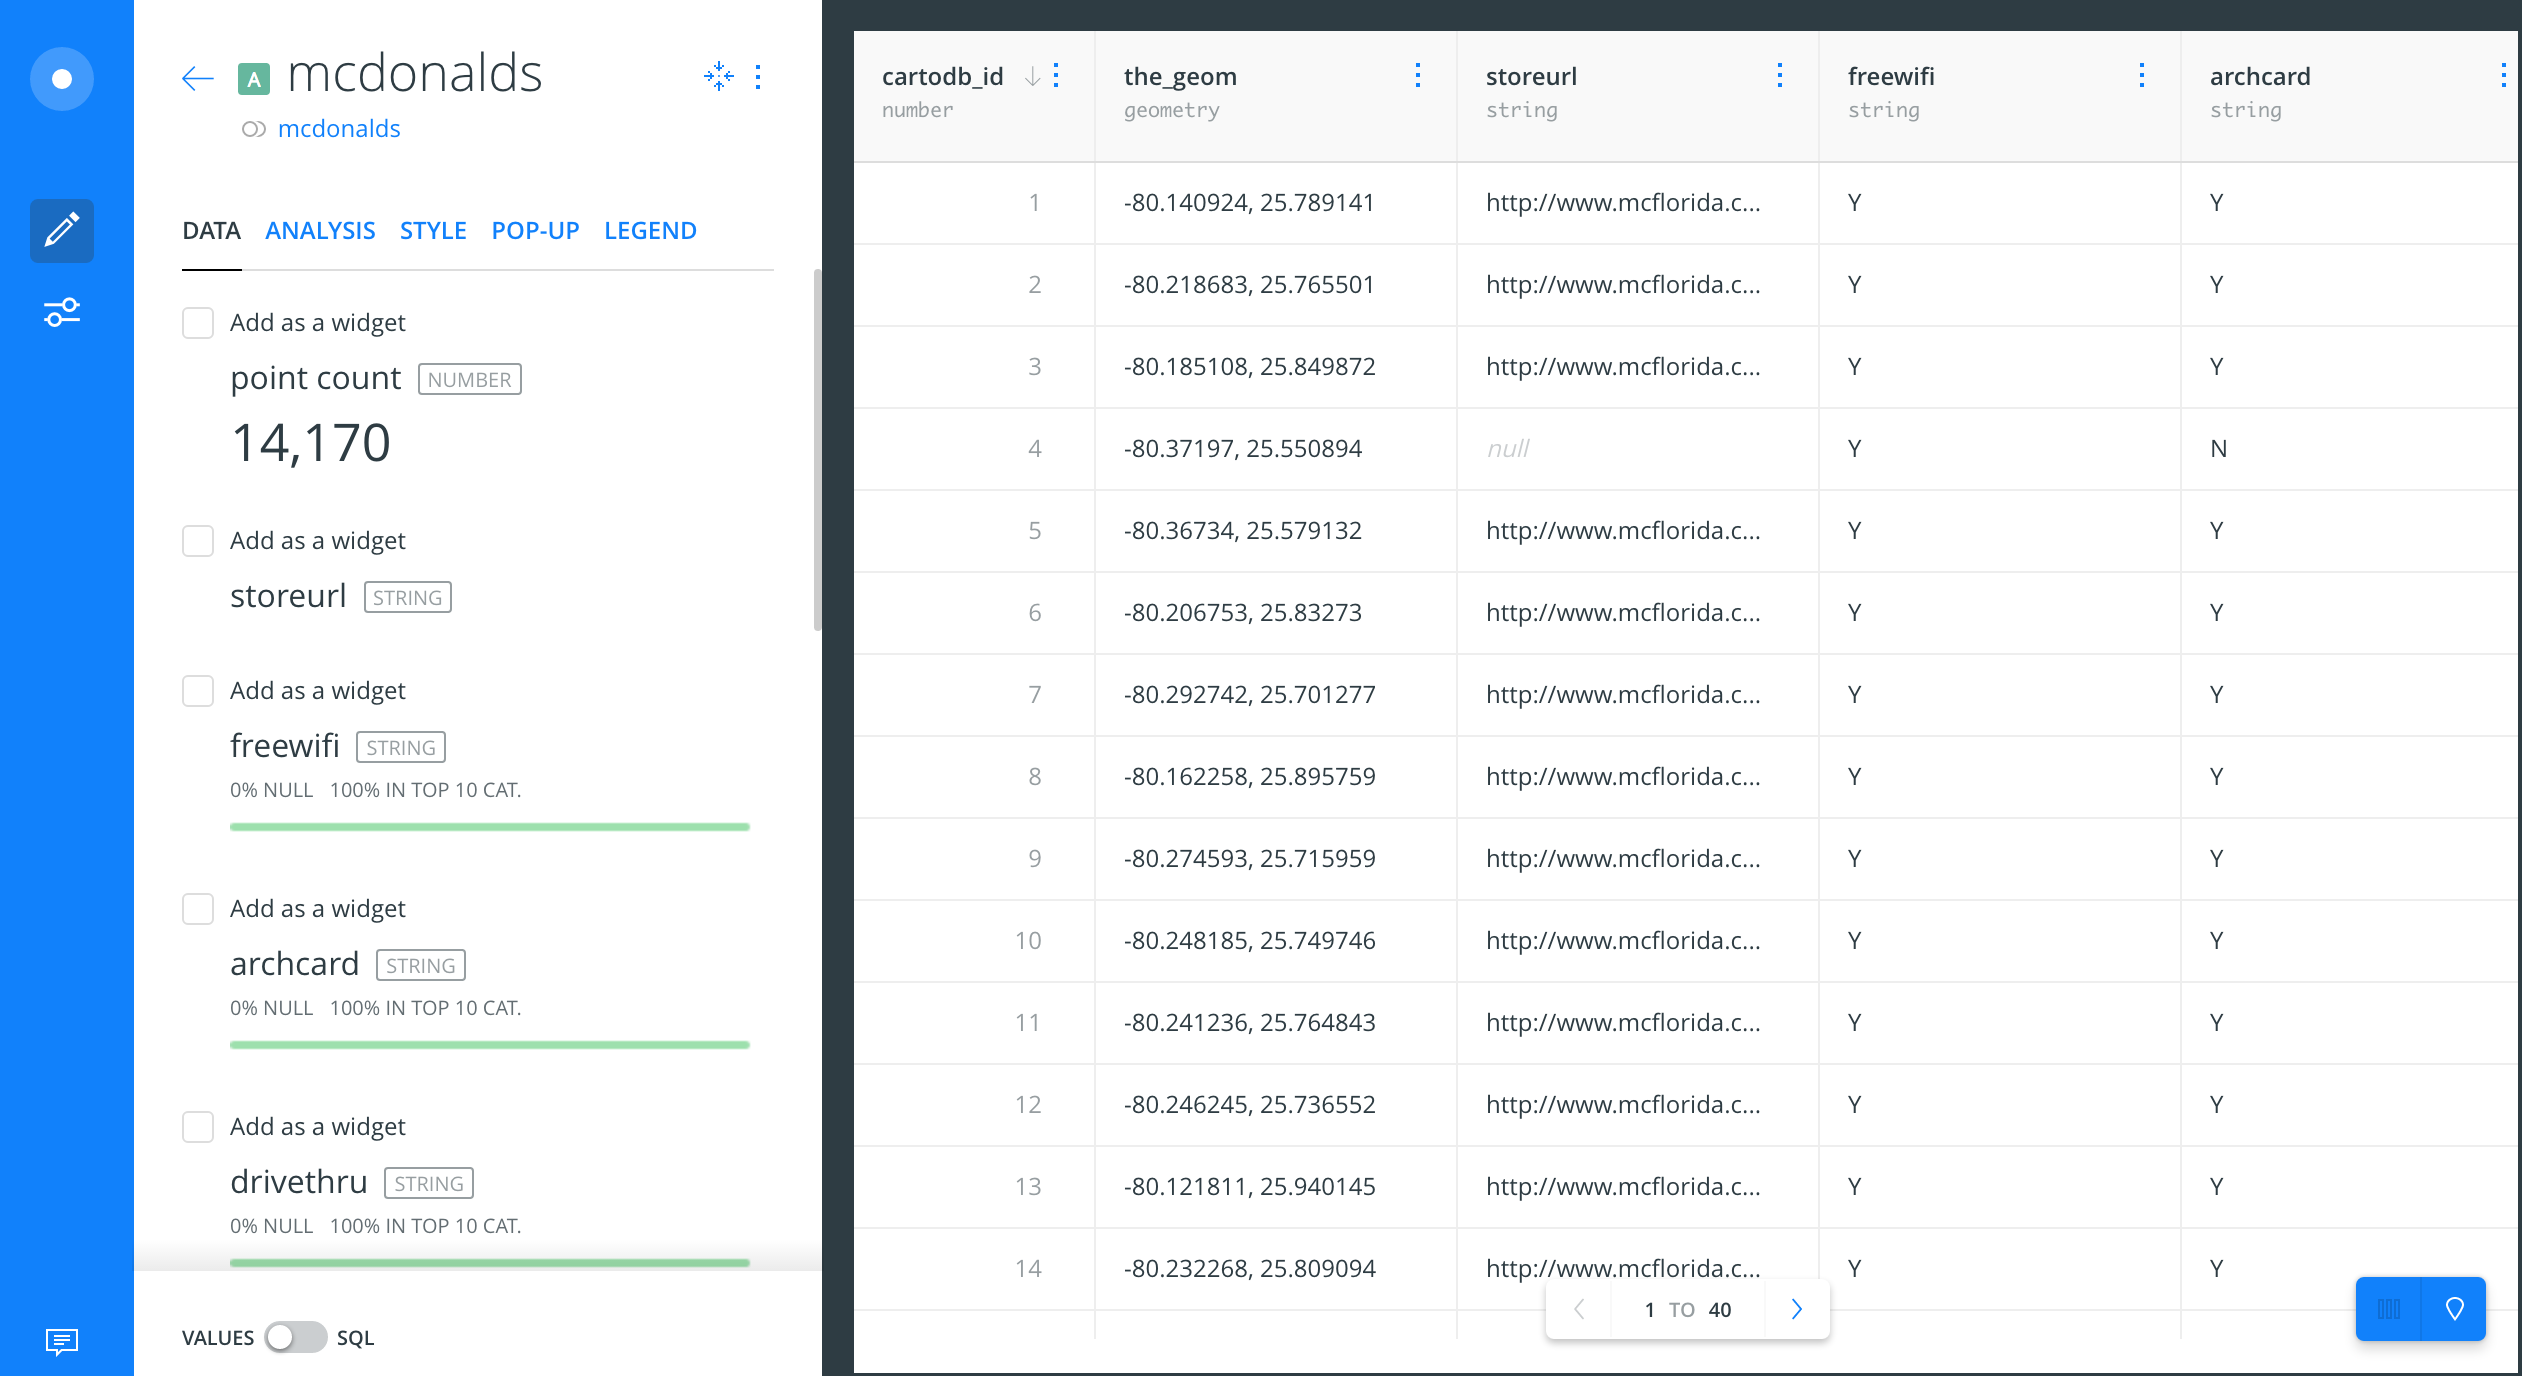 A mcdonalds
mcdonalds
DATA ANALYSIS STYLE POP-UP LEGEND
Add as a widget
point count NUMBER
14,170
Add as a widget
storeurl STRING
Add as a widget
freewifi STRING
0% NULL 100% IN TOP 10 CAT.
Add as a widget
archcard STRING
0% NULL 100% IN TOP 10 CAT.
Add as a widget
drivethru STRING
0% NULL 100% IN TOP 10 CAT.
VALUES SQL
cartodb_id the_geom storeurl freewifi archcard
number geometry string string string
1 -80.140924, 25.789141 http://www.mcflorida.c... Y Y
2 -80.218683, 25.765501 http://www.mcflorida.c... Y Y
3 -80.185108, 25.849872 http://www.mcflorida.c... Y Y
4 -80.37197, 25.550894 null Y N
5 -80.36734, 25.579132 http://www.mcflorida.c... Y Y
6 -80.206753, 25.83273 http://www.mcflorida.c... Y Y
7 -80.292742, 25.701277 http://www.mcflorida.c... Y Y
8 -80.162258, 25.895759 http://www.mcflorida.c... Y Y
9 -80.274593, 25.715959 http://www.mcflorida.c... Y Y
10 -80.248185, 25.749746 http://www.mcflorida.c... Y Y
11 -80.241236, 25.764843 http://www.mcflorida.c... Y Y
12 -80.246245, 25.736552 http://www.mcflorida.c... Y Y
13 -80.121811, 25.940145 http://www.mcflorida.c... Y Y
14 -80.232268, 25.809094 http://www.mcflorida.c... Y Y
1 TO 40